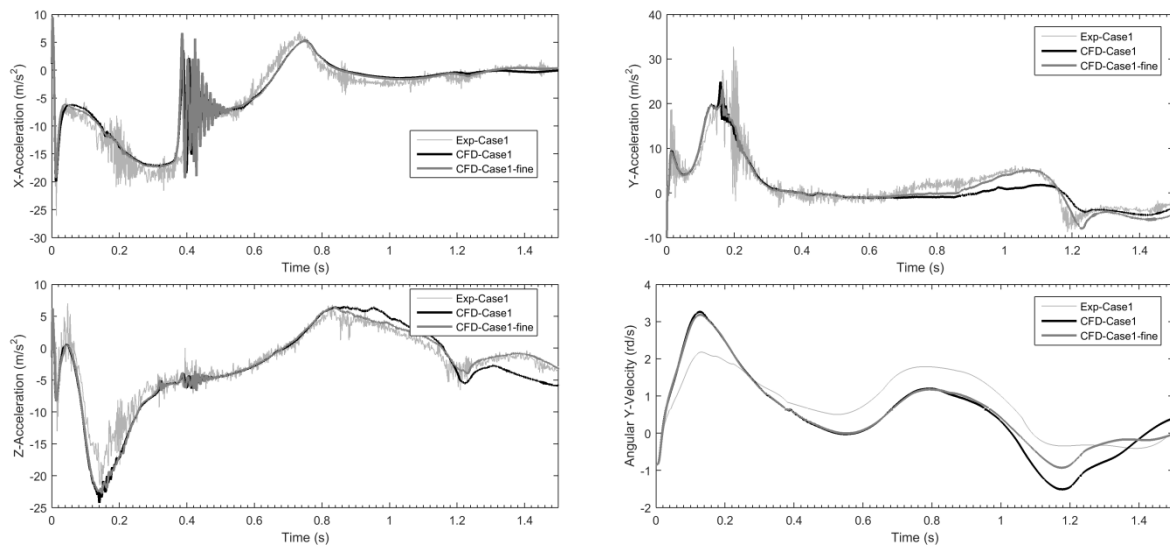 10
5
0
-5
-10
-15
-20
-25
-30
X-Acceleration (m/s²)
Exp-Case1
CFD-Case1
CFD-Case1-fine
0 0.2 0.4 0.6 0.8 1 1.2 1.4
Time (s)
40
30
20
10
0
-10
Y-Acceleration (m/s²)
Exp-Case1
CFD-Case1
CFD-Case1-fine
0 0.2 0.4 0.6 0.8 1 1.2 1.4
Time (s)
10
5
0
-5
-10
-15
-20
-25
Z-Acceleration (m/s²)
Exp-Case1
CFD-Case1
CFD-Case1-fine
0 0.2 0.4 0.6 0.8 1 1.2 1.4
Time (s)
4
3
2
1
0
-1
-2
Angular Y-Velocity (rd/s)
Exp-Case1
CFD-Case1
CFD-Case1-fine
0 0.2 0.4 0.6 0.8 1 1.2 1.4
Time (s)